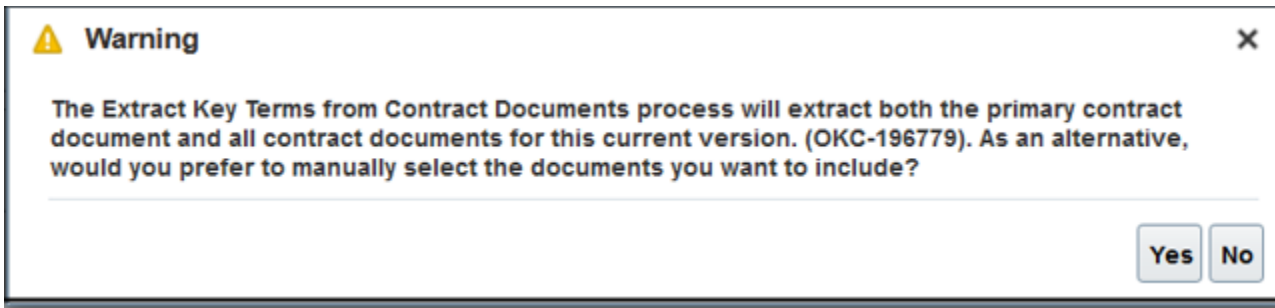 Warning
The Extract Key Terms from Contract Documents process will extract both the primary contract
document and all contract documents for this current version. (OKC-196779). As an alternative,
would you prefer to manually select the documents you want to include?
Yes No